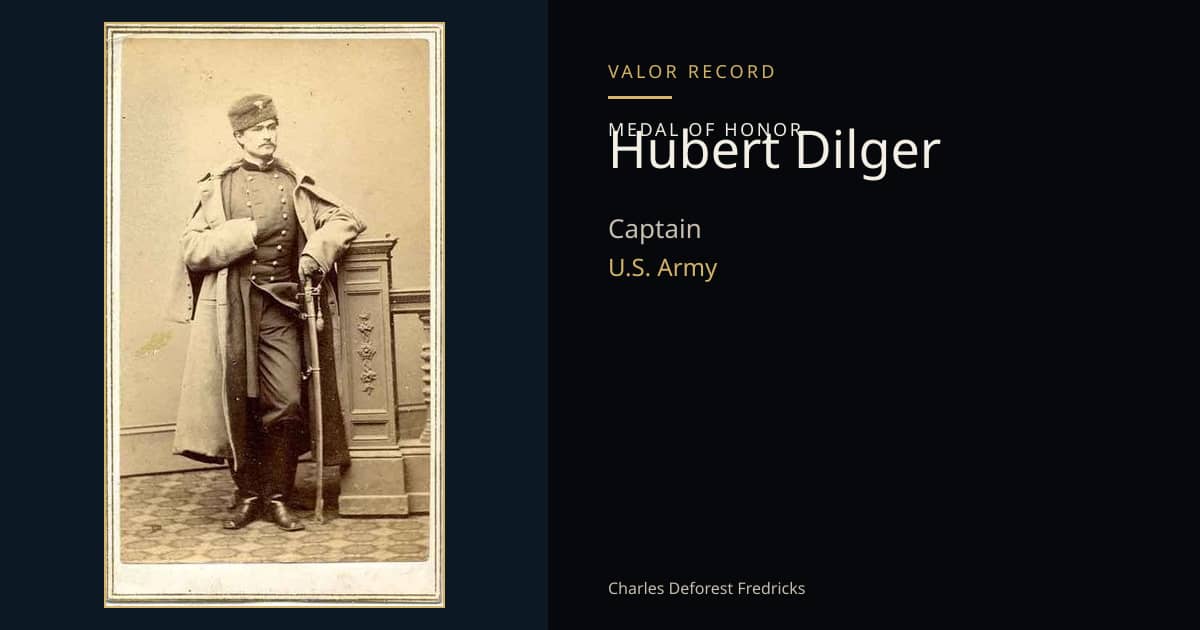 VALOR RECORD
MEDAL OF HONOR
Hubert Dilger
Captain
U.S. Army
Charles Deforest Fredricks